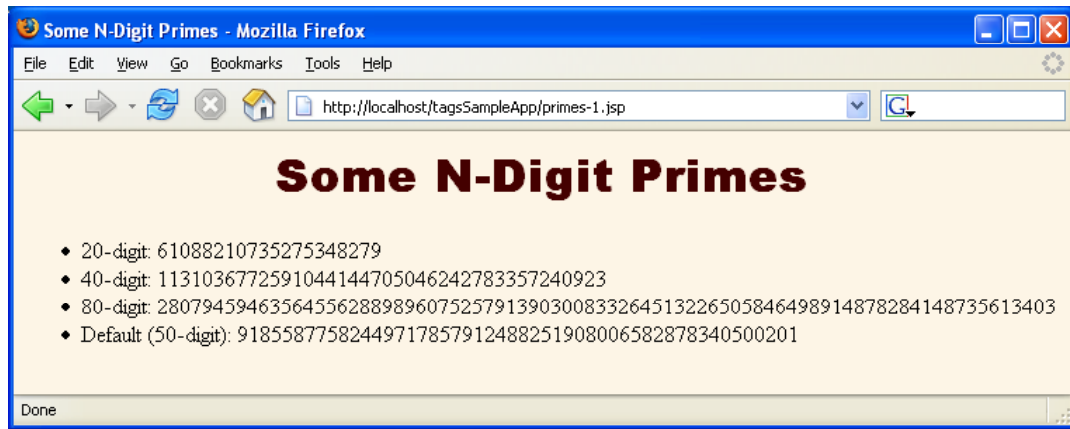 Some N-Digit Primes - Mozilla Firefox
File Edit View Go Bookmarks Tools Help
http://localhost/tagsSampleApp/primes-1.jsp G
Some N-Digit Primes
• 20-digit: 61088210735275348279
• 40-digit: 1131036772591044144705046242783357240923
• 80-digit: 28079459463564556288989607525791390300833264513226505846498914878284148735613403
• Default (50-digit): 91855877582449717857912488251908006582878340500201
Done